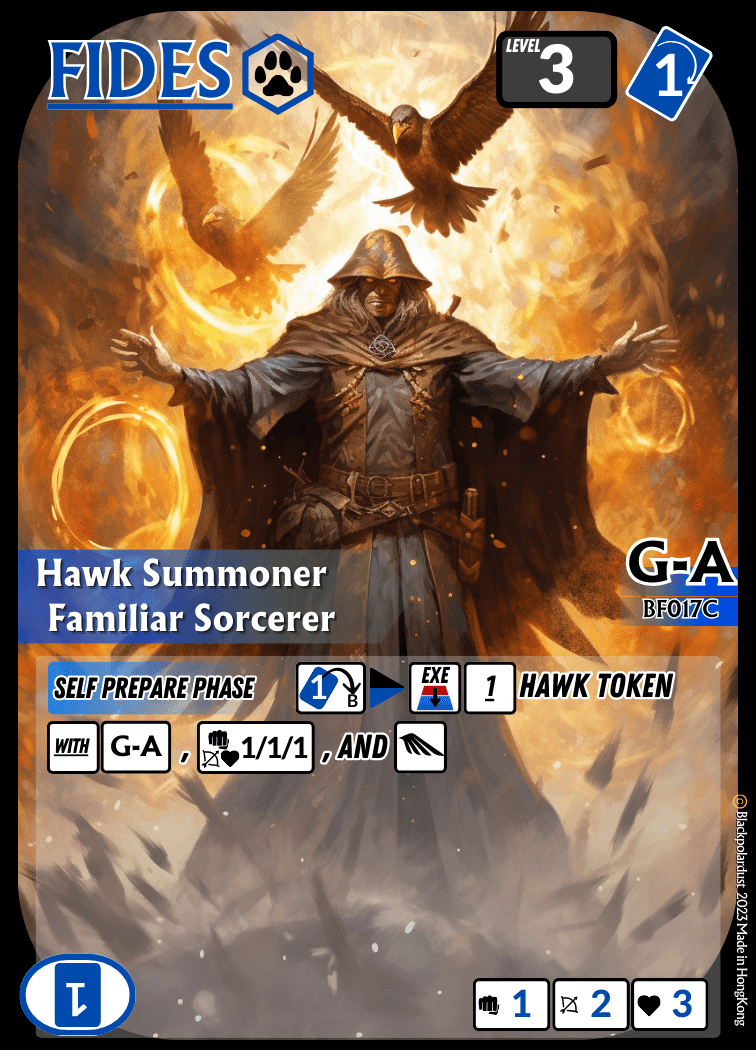 FIDES
LEVEL 3
1
Hawk Summoner
Familiar Sorcerer
G-A
BF017C
SELF PREPARE PHASE 1 B EXE 1 HAWK TOKEN
WITH G-A , 1/1/1 , AND
© Blackpolardust 2023 Made in HongKong
1
1 2 3